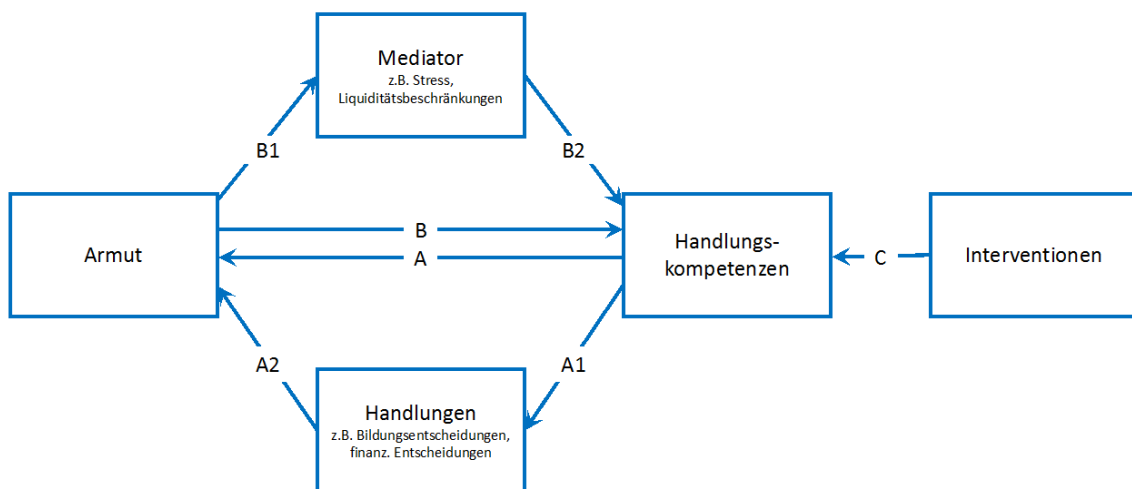 Mediator
z.B. Stress,
Liquiditätsbeschränkungen
B1
B2
Armut
B
A
Handlungs-
kompetenzen
C
Interventionen
A2
A1
Handlungen
z.B. Bildungsentscheidungen,
finanz. Entscheidungen